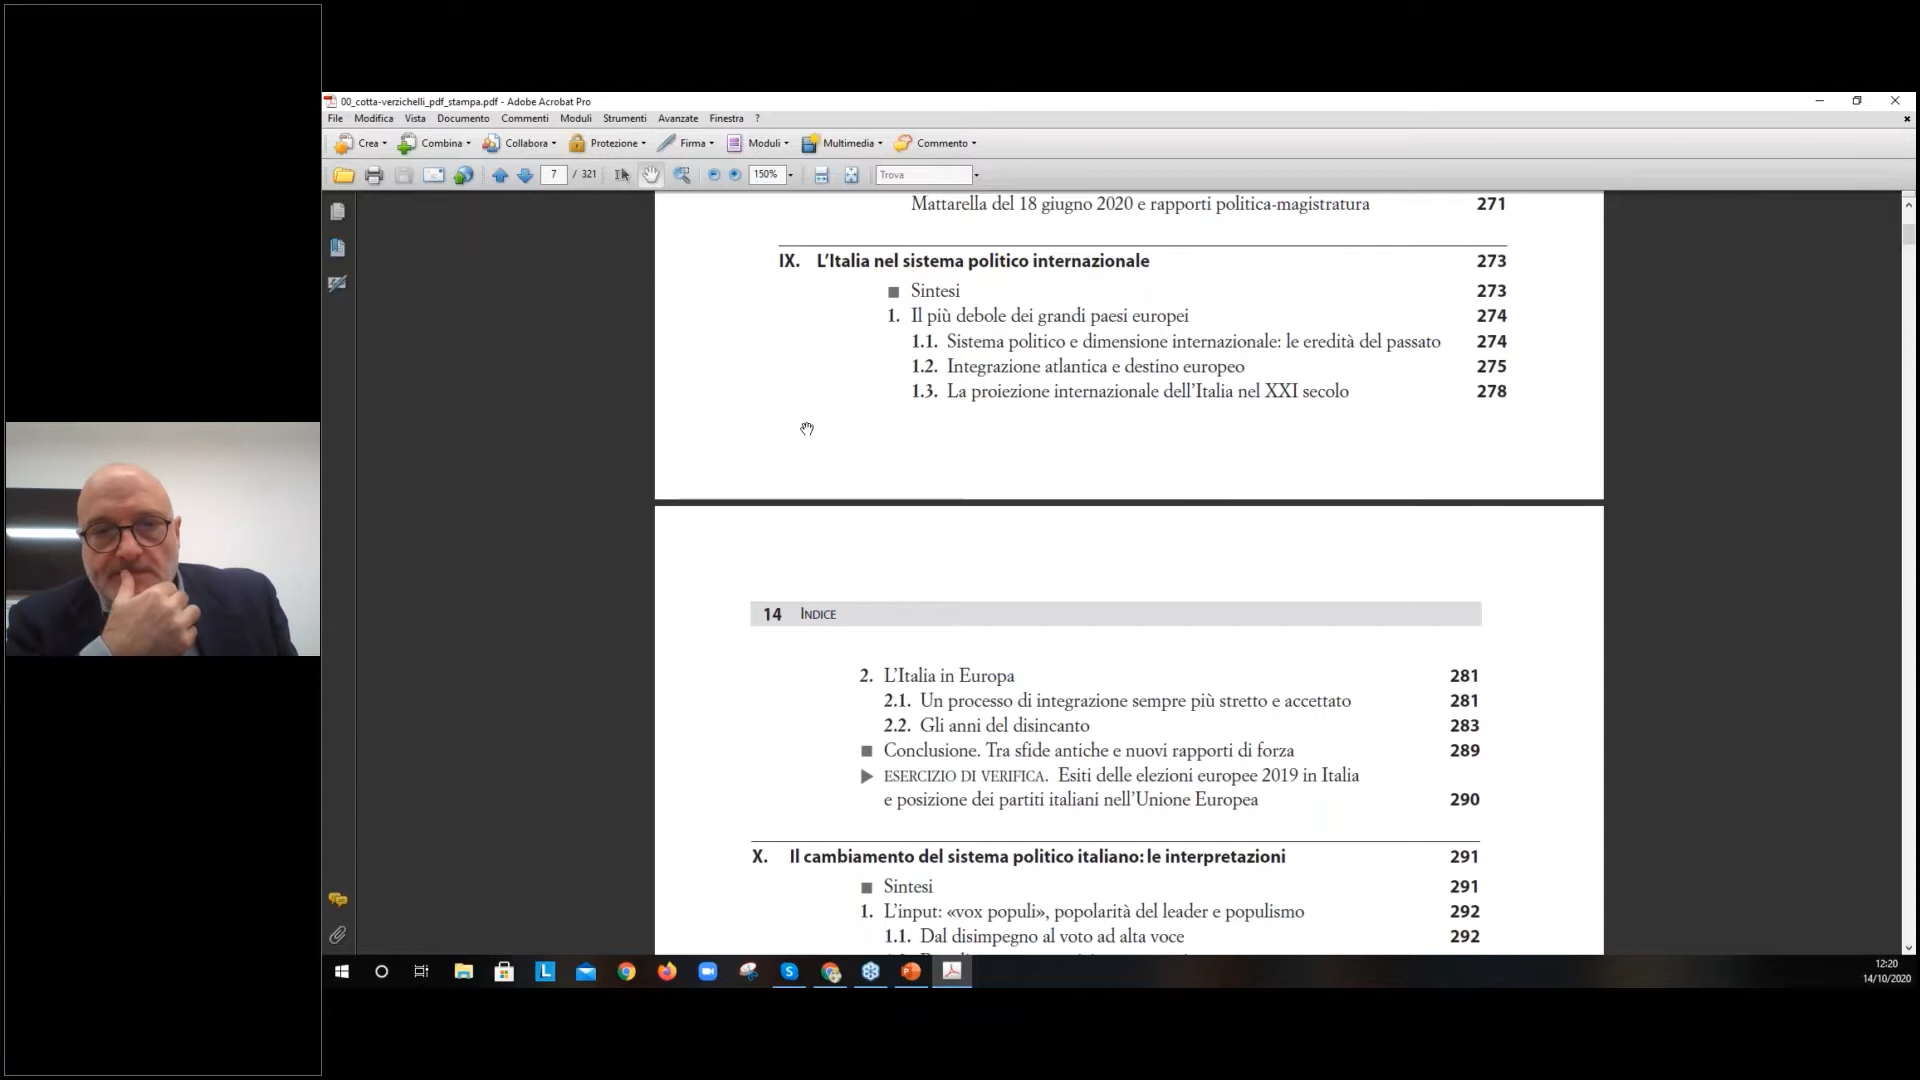 00_cotta-verzichelli_pdf_stampa.pdf - Adobe Acrobat Pro
File Modifica Vista Documento Commenti Moduli Strumenti Avanzate Finestra ?
Crea Combina Collabora Protezione Firma Moduli Multimedia Commento
7 / 321 150% Trova
Mattarella del 18 giugno 2020 e rapporti politica-magistratura 271
IX. L'Italia nel sistema politico internazionale 273
Sintesi 273
1. Il più debole dei grandi paesi europei 274
1.1. Sistema politico e dimensione internazionale: le eredità del passato 274
1.2. Integrazione atlantica e destino europeo 275
1.3. La proiezione internazionale dell'Italia nel XXI secolo 278
14 INDICE
2. L'Italia in Europa 281
2.1. Un processo di integrazione sempre più stretto e accettato 281
2.2. Gli anni del disincanto 283
Conclusione. Tra sfide antiche e nuovi rapporti di forza 289
ESERCIZIO DI VERIFICA. Esiti delle elezioni europee 2019 in Italia
e posizione dei partiti italiani nell'Unione Europea 290
X. Il cambiamento del sistema politico italiano: le interpretazioni 291
Sintesi 291
1. L'input: «vox populi», popolarità del leader e populismo 292
1.1. Dal disimpegno al voto ad alta voce 292
12:20
14/10/2020